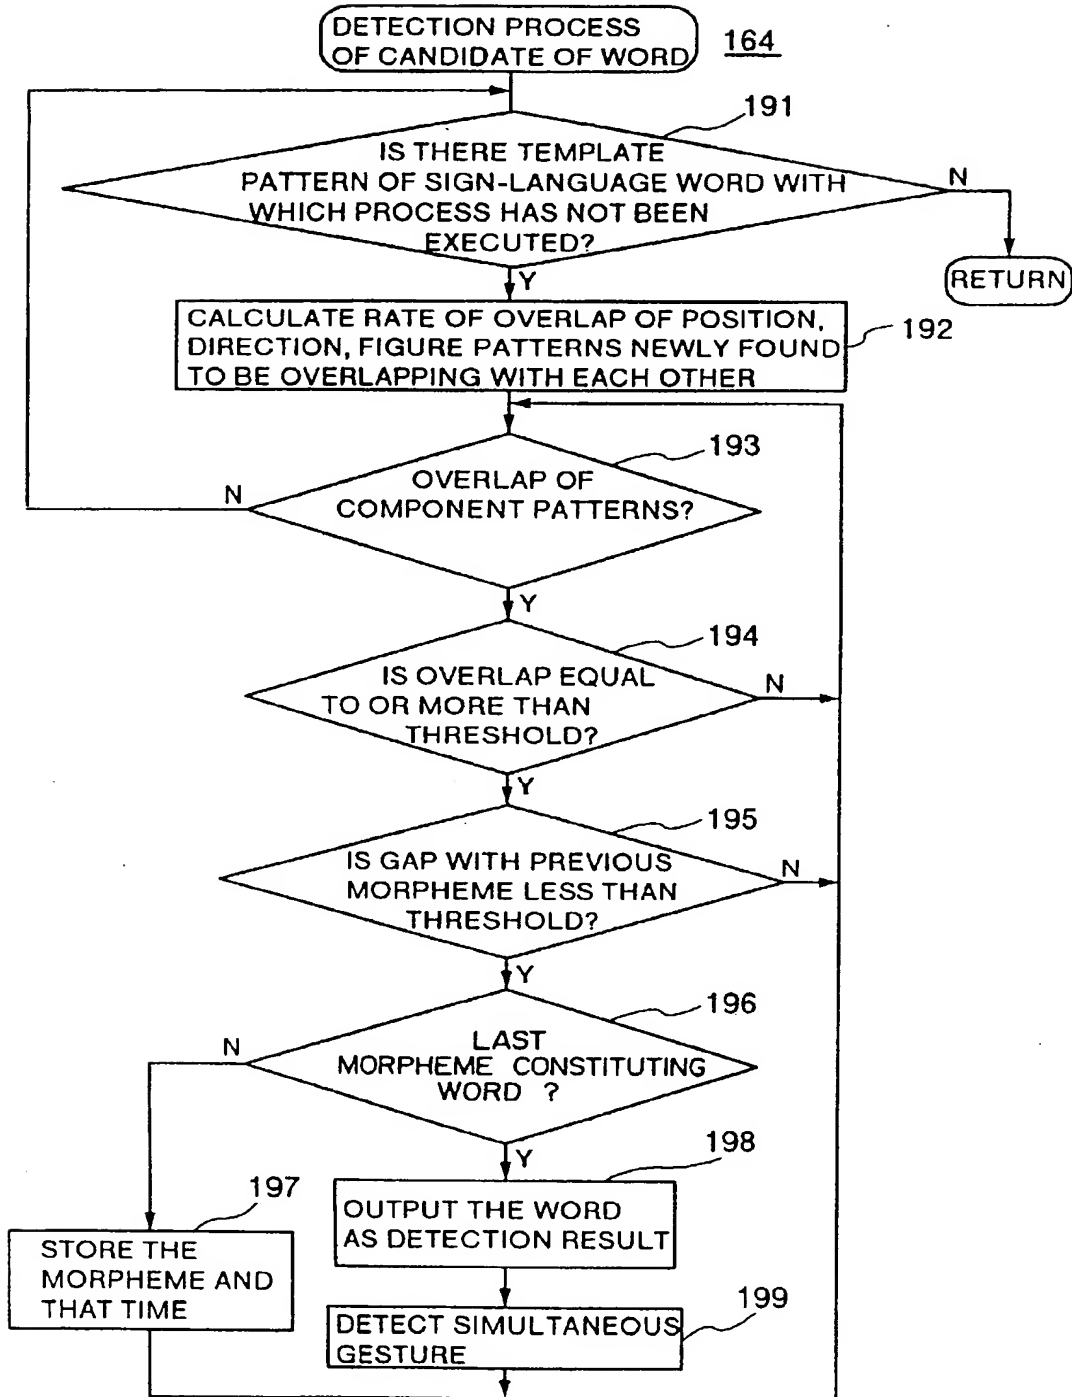 DETECTION PROCESS
OF CANDIDATE OF WORD
164
191
IS THERE TEMPLATE
PATTERN OF SIGN-LANGUAGE WORD WITH
WHICH PROCESS HAS NOT BEEN
EXECUTED?
N
Y
RETURN
CALCULATE RATE OF OVERLAP OF POSITION,
DIRECTION, FIGURE PATTERNS NEWLY FOUND
TO BE OVERLAPPING WITH EACH OTHER
192
193
OVERLAP OF
COMPONENT PATTERNS?
N
Y
194
IS OVERLAP EQUAL
TO OR MORE THAN
THRESHOLD?
N
Y
195
IS GAP WITH PREVIOUS
MORPHEME LESS THAN
THRESHOLD?
N
Y
196
LAST
MORPHEME CONSTITUTING
WORD ?
N
Y
197
STORE THE
MORPHEME AND
THAT TIME
198
OUTPUT THE WORD
AS DETECTION RESULT
199
DETECT SIMULTANEOUS
GESTURE